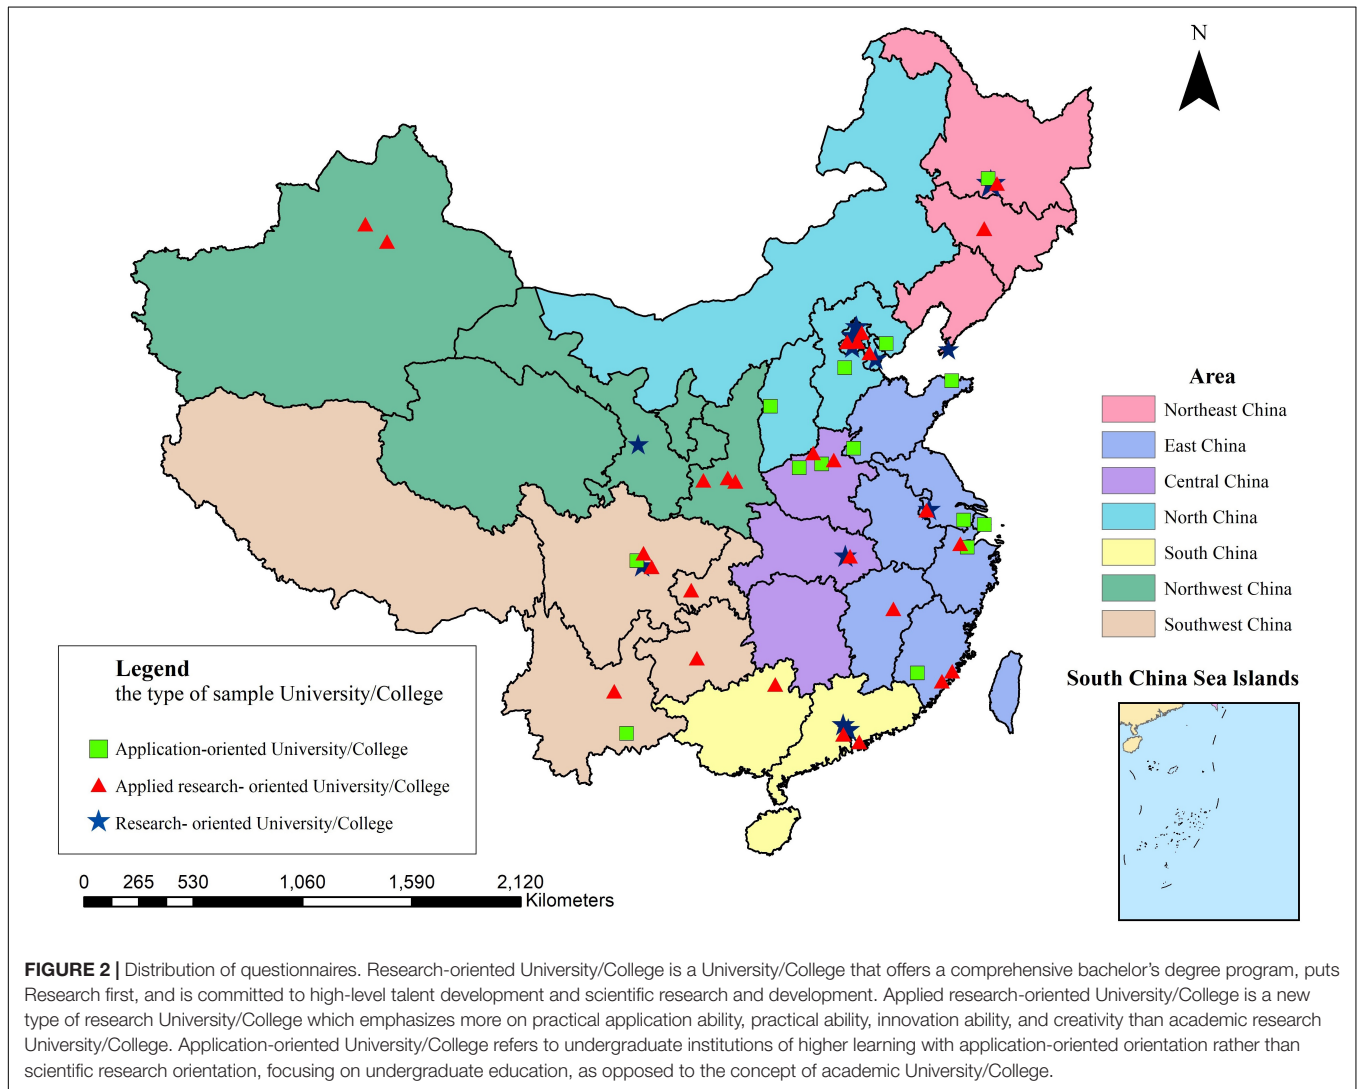 N
Area
Northeast China
East China
Central China
North China
South China
Northwest China
Southwest China
South China Sea Islands
Legend
the type of sample University/College
Application-oriented University/College
Applied research- oriented University/College
Research- oriented University/College
0 265 530 1,060 1,590 2,120
Kilometers
FIGURE 2 | Distribution of questionnaires. Research-oriented University/College is a University/College that offers a comprehensive bachelor's degree program, puts
Research first, and is committed to high-level talent development and scientific research and development. Applied research-oriented University/College is a new
type of research University/College which emphasizes more on practical application ability, practical ability, innovation ability, and creativity than academic research
University/College. Application-oriented University/College refers to undergraduate institutions of higher learning with application-oriented orientation rather than
scientific research orientation, focusing on undergraduate education, as opposed to the concept of academic University/College.